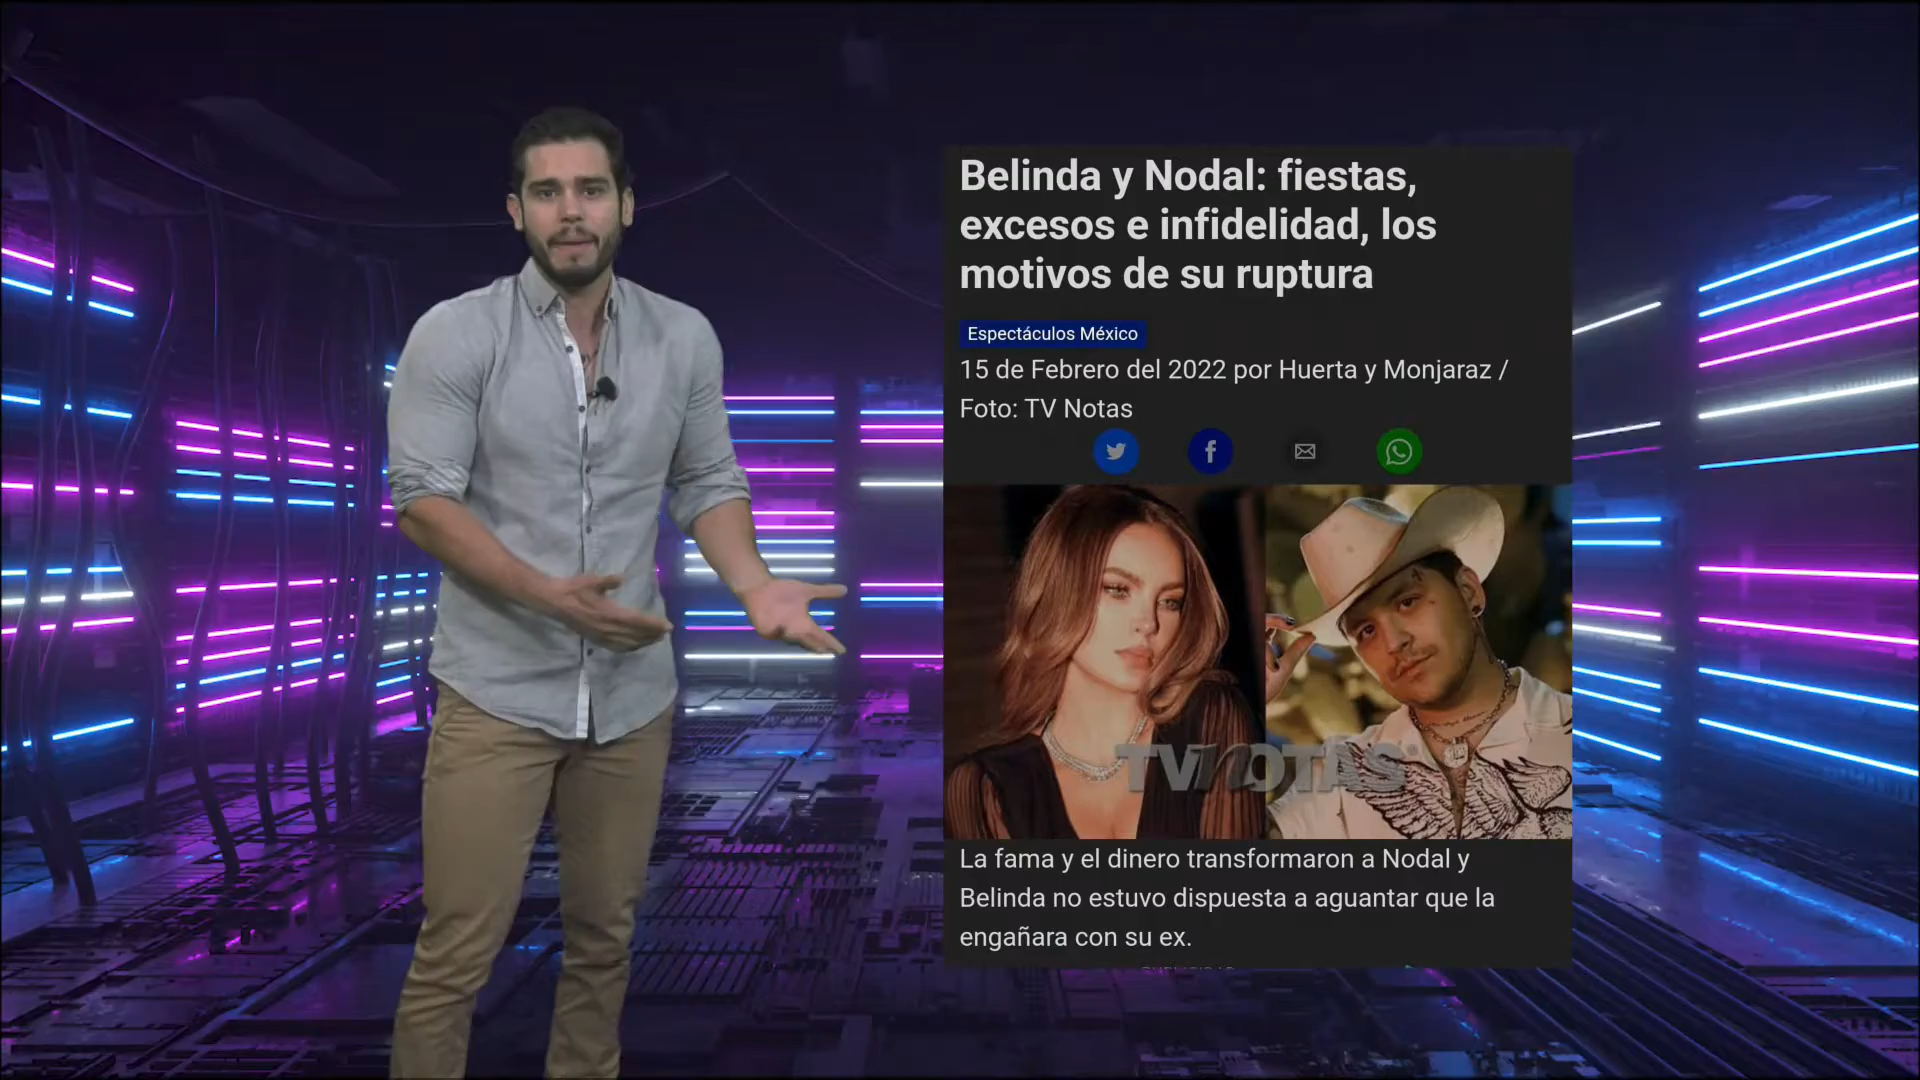 Belinda y Nodal: fiestas,
excesos e infidelidad, los
motivos de su ruptura
Espectáculos México
15 de Febrero del 2022 por Huerta y Monjaraz /
Foto: TV Notas
TVNOTAS
La fama y el dinero transformaron a Nodal y
Belinda no estuvo dispuesta a aguantar que la
engañara con su ex.